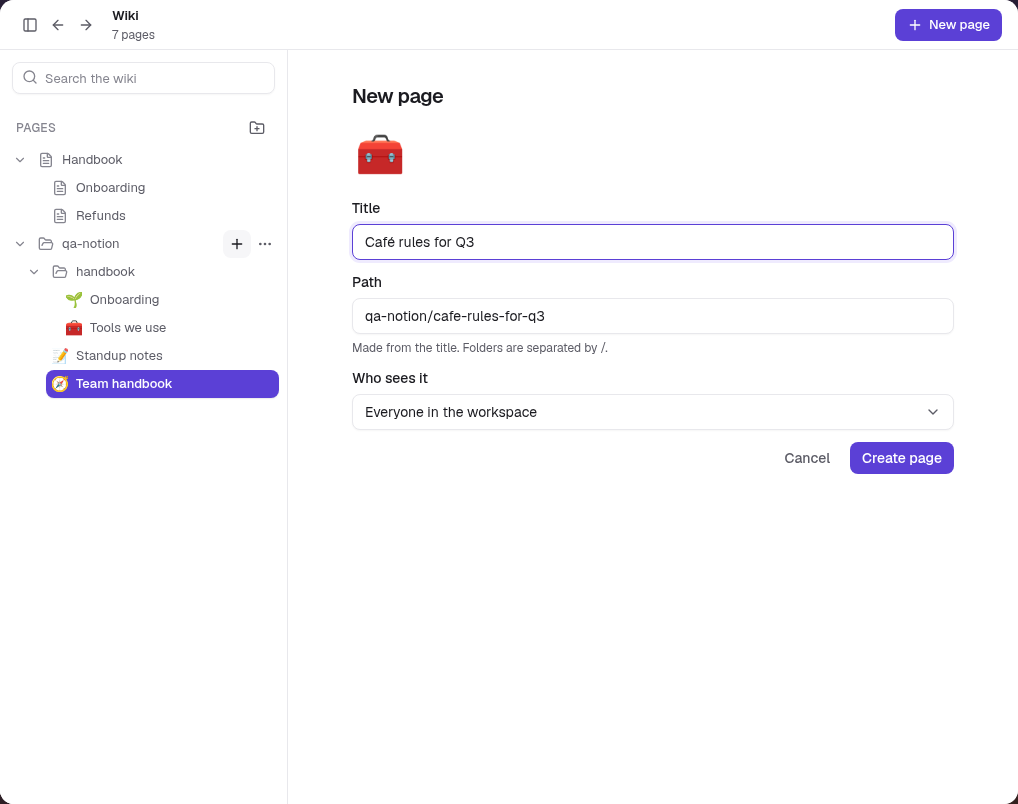 Wiki
7 pages
New page
Search the wiki
PAGES
Handbook
Onboarding
Refunds
qa-notion
handbook
Onboarding
Tools we use
Standup notes
Team handbook
New page
Title
Café rules for Q3
Path
qa-notion/cafe-rules-for-q3
Made from the title. Folders are separated by /.
Who sees it
Everyone in the workspace
Cancel
Create page